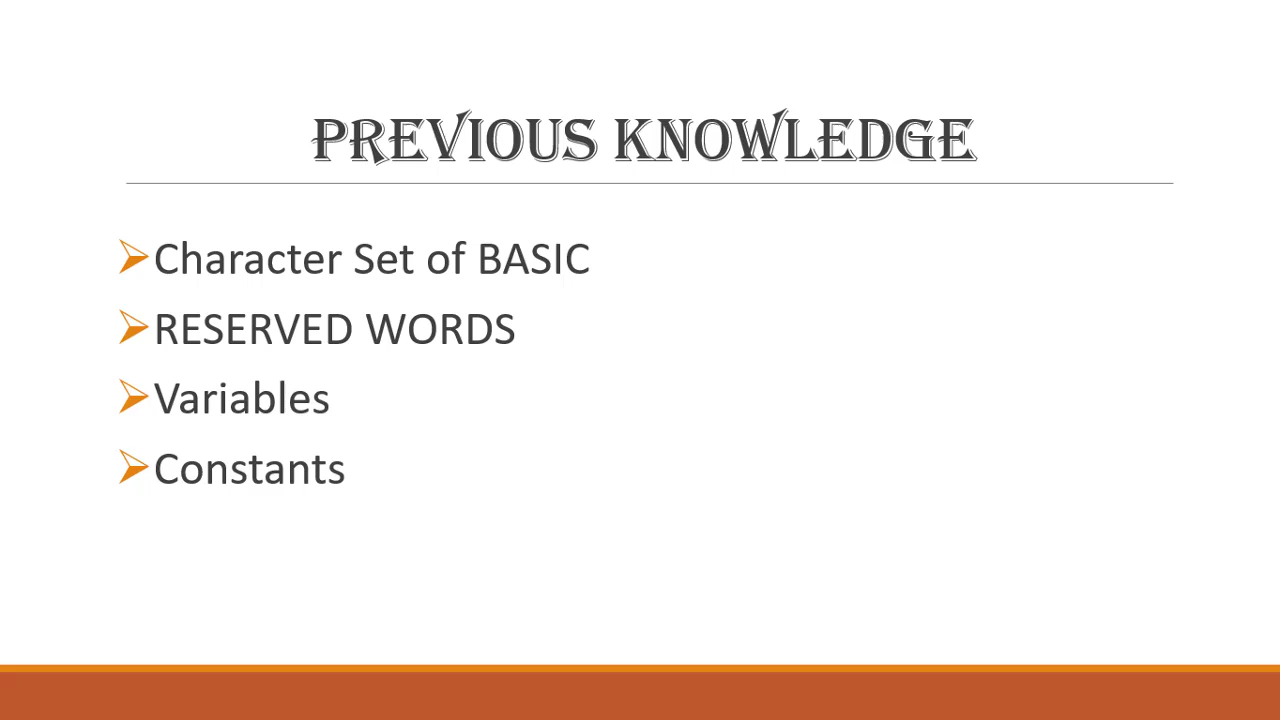 PREVIOUS KNOWLEDGE
Character Set of BASIC
RESERVED WORDS
Variables
Constants